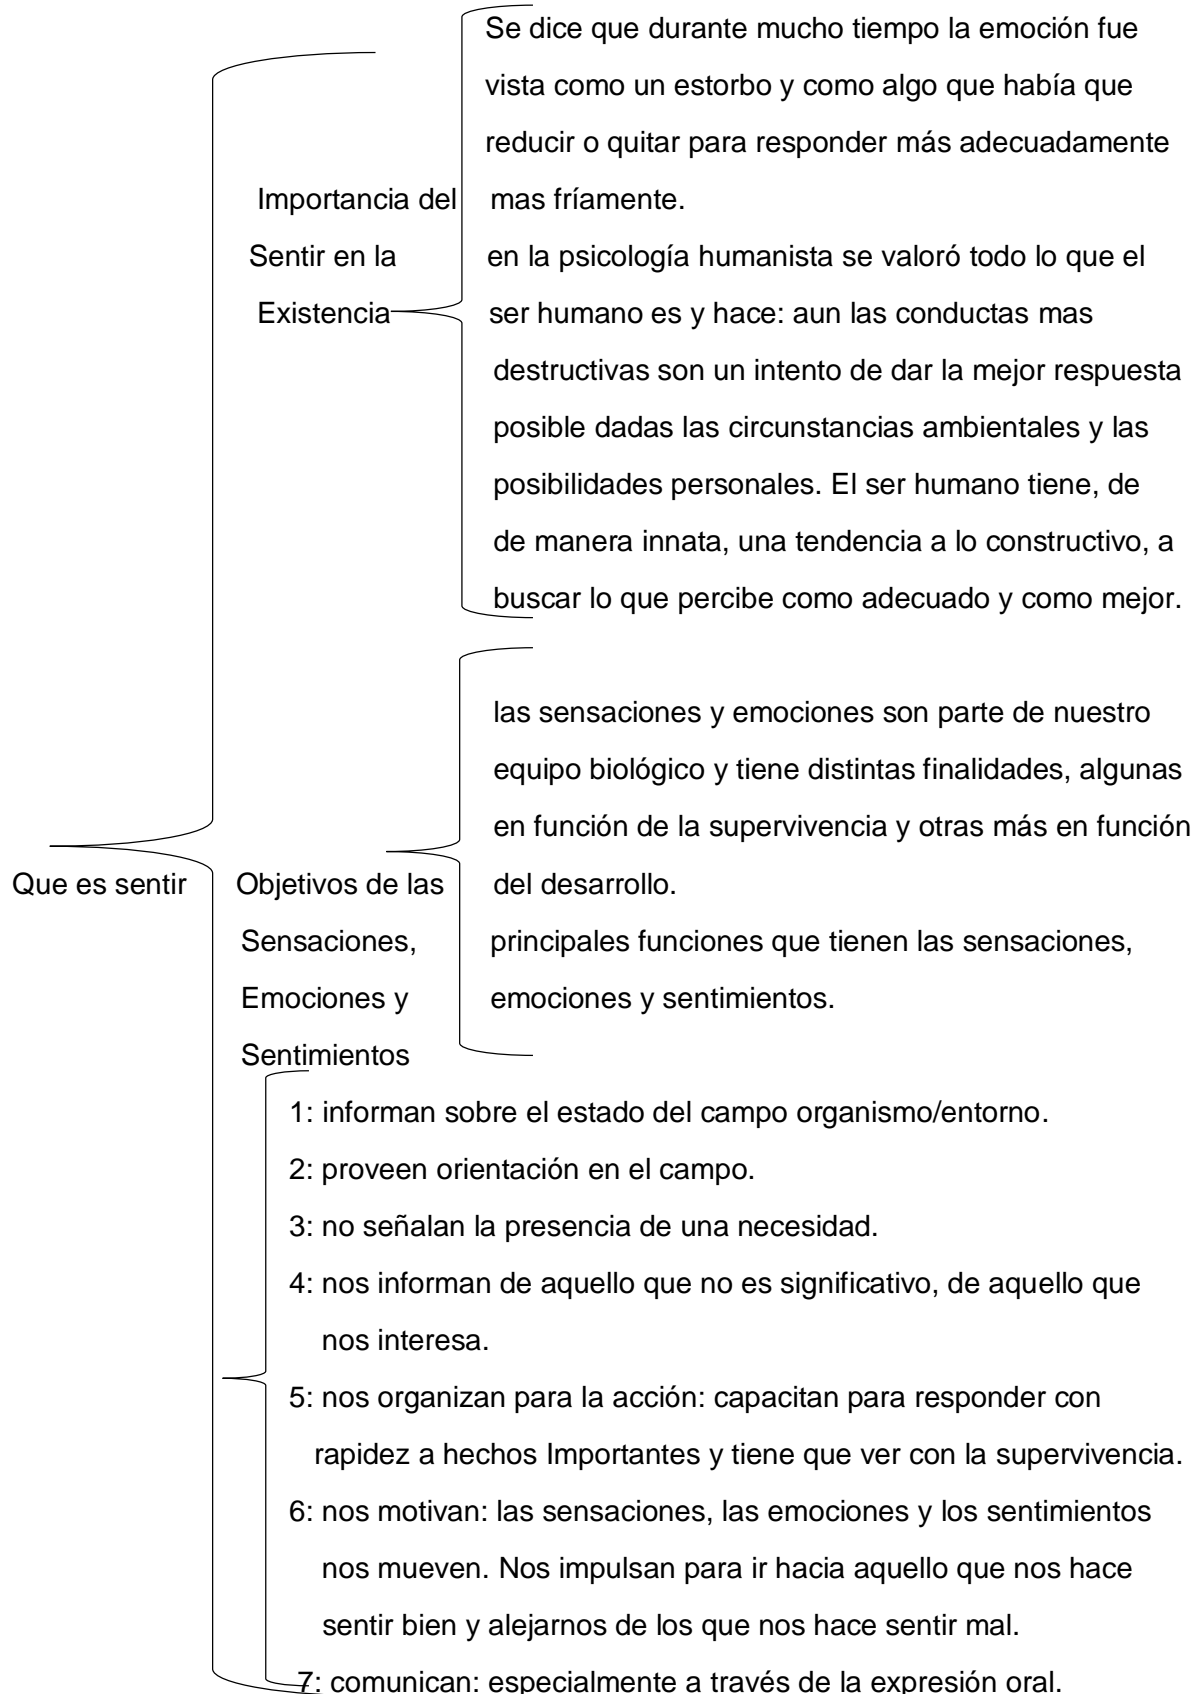 Se dice que durante mucho tiempo la emoción fue
vista como un estorbo y como algo que había que
reducir o quitar para responder más adecuadamente
Importancia del mas fríamente.
Sentir en la en la psicología humanista se valoró todo lo que el
Existencia ser humano es y hace: aun las conductas mas
destructivas son un intento de dar la mejor respuesta
posible dadas las circunstancias ambientales y las
posibilidades personales. El ser humano tiene, de
de manera innata, una tendencia a lo constructivo, a
buscar lo que percibe como adecuado y como mejor.
las sensaciones y emociones son parte de nuestro
equipo biológico y tiene distintas finalidades, algunas
en función de la supervivencia y otras más en función
Que es sentir Objetivos de las del desarrollo.
Sensaciones, principales funciones que tienen las sensaciones,
Emociones y emociones y sentimientos.
Sentimientos
1: informan sobre el estado del campo organismo/entorno.
2: proveen orientación en el campo.
3: no señalan la presencia de una necesidad.
4: nos informan de aquello que no es significativo, de aquello que
nos interesa.
5: nos organizan para la acción: capacitan para responder con
rapidez a hechos Importantes y tiene que ver con la supervivencia.
6: nos motivan: las sensaciones, las emociones y los sentimientos
nos mueven. Nos impulsan para ir hacia aquello que nos hace
sentir bien y alejarnos de los que nos hace sentir mal.
7: comunican: especialmente a través de la expresión oral.